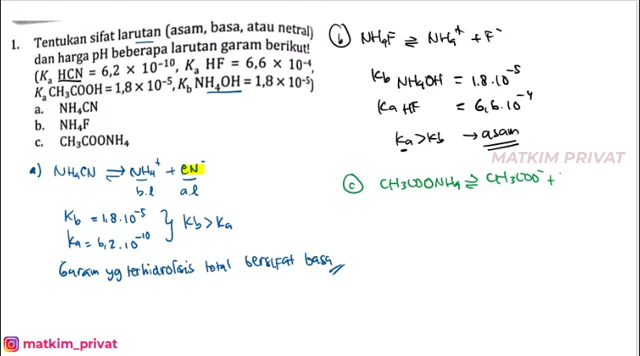 1. Tentukan sifat larutan (asam, basa, atau netral)
dan harga pH beberapa larutan garam berikut!
(Kₐ HCN = 6,2 × 10⁻¹⁰, Kₐ HF = 6,6 × 10⁻⁴,
KₐCH₃COOH = 1,8 × 10⁻⁵, K_b NH₄OH = 1,8 × 10⁻⁵)
a. NH₄CN
b. NH₄F
c. CH₃COONH₄
a) NH₄CN ⇌ NH₄⁺ + CN⁻
b.l a.l
Kb = 1.8.10⁻⁵
Ka = 6.2.10⁻¹⁰
} Kb > Ka
Garam yg terhidrolisis total bersifat basa
b) NH₄F ⇌ NH₄⁺ + F⁻
Kb NH₄OH = 1.8.10⁻⁵
Ka HF = 6,6.10⁻⁴
Ka > Kb → asam
MATKIM PRIVAT
c) CH₃COONH₄ ⇌ CH₃COO⁻ +
matkim_privat